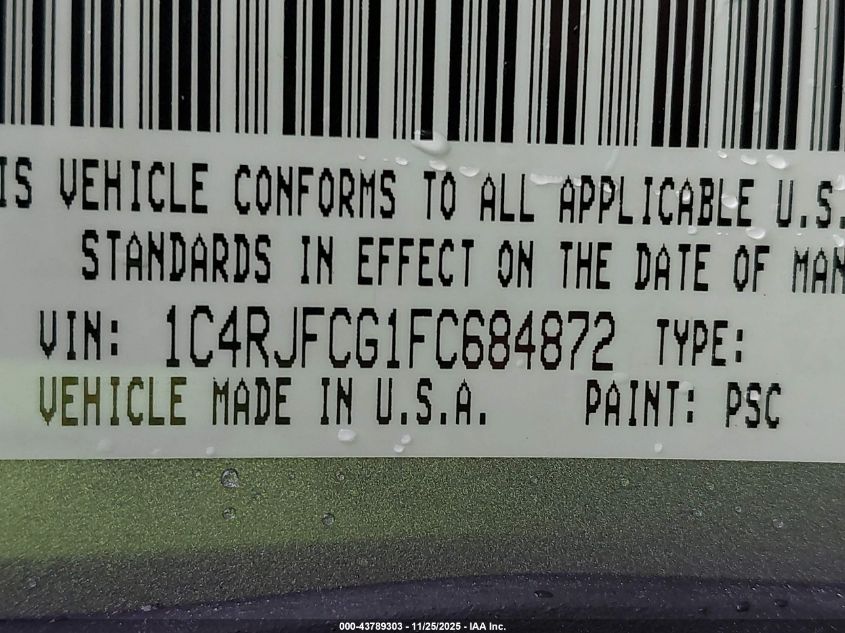 IS VEHICLE CONFORMS TO ALL APPLICABLE U.S.
STANDARDS IN EFFECT ON THE DATE OF MAN
VIN: 1C4RJFCG1FC684872 TYPE:
VEHICLE MADE IN U.S.A. PAINT: PSC
000-43789303 - 11/25/2025 - IAA Inc.